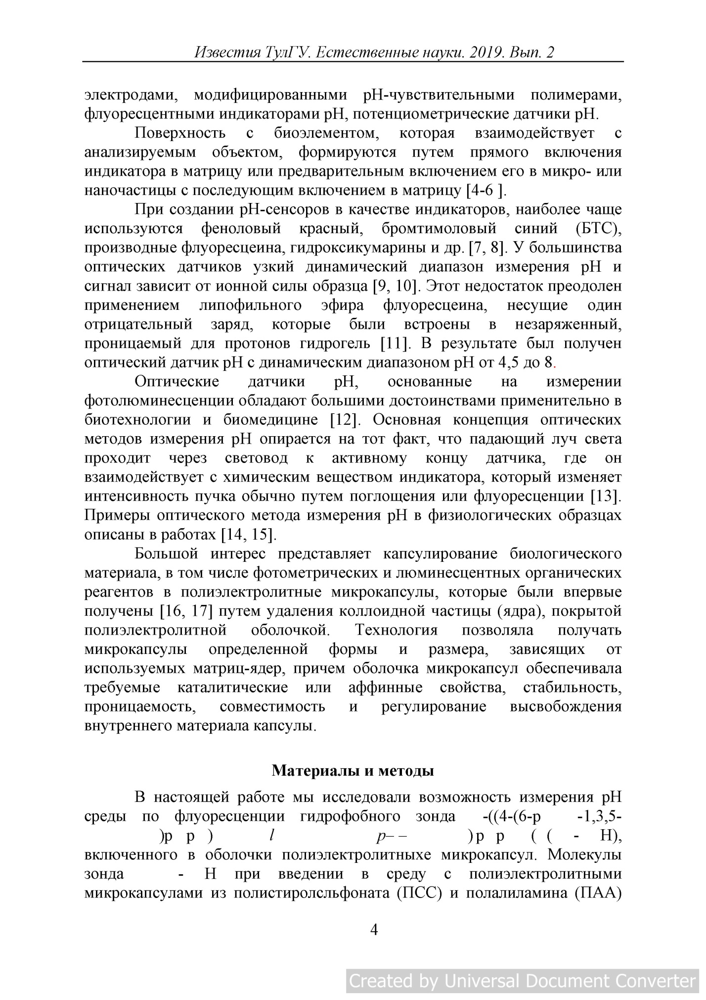 Известия ТулГУ. Естественные науки. 2019. Вып. 2
электродами, модифицированными pH-чувствительными полимерами,
флуоресцентными индикаторами pH, потенциометрические датчики pH.
Поверхность с биоэлементом, которая взаимодействует с
анализируемым объектом, формируются путем прямого включения
индикатора в матрицу или предварительным включением его в микро- или
наночастицы с последующим включением в матрицу [4-6 ].
При создании pH-сенсоров в качестве индикаторов, наиболее чаще
используются феноловый красный, бромтимоловый синий (БТС),
производные флуоресцеина, гидроксикумарины и др. [7, 8]. У большинства
оптических датчиков узкий динамический диапазон измерения pH и
сигнал зависит от ионной силы образца [9, 10]. Этот недостаток преодолен
применением липофильного эфира флуоресцеина, несущие один
отрицательный заряд, которые были встроены в незаряженный,
проницаемый для протонов гидрогель [11]. В результате был получен
оптический датчик pH с динамическим диапазоном pH от 4,5 до 8.
Оптические датчики pH, основанные на измерении
фотолюминесценции обладают большими достоинствами применительно в
биотехнологии и биомедицине [12]. Основная концепция оптических
методов измерения pH опирается на тот факт, что падающий луч света
проходит через световод к активному концу датчика, где он
взаимодействует с химическим веществом индикатора, который изменяет
интенсивность пучка обычно путем поглощения или флуоресценции [13].
Примеры оптического метода измерения pH в физиологических образцах
описаны в работах [14, 15].
Большой интерес представляет капсулирование биологического
материала, в том числе фотометрических и люминесцентных органических
реагентов в полиэлектролитные микрокапсулы, которые были впервые
получены [16, 17] путем удаления коллоидной частицы (ядра), покрытой
полиэлектролитной оболочкой. Технология позволяла получать
микрокапсулы определенной формы и размера, зависящих от
используемых матриц-ядер, причем оболочка микрокапсул обеспечивала
требуемые каталитические или аффинные свойства, стабильность,
проницаемость, совместимость и регулирование высвобождения
внутреннего материала капсулы.
Материалы и методы
В настоящей работе мы исследовали возможность измерения pH
среды по флуоресценции гидрофобного зонда -((4-(6-p -1,3,5-
)p p ) l p– – )p p ( ( - H),
включенного в оболочки полиэлектролитныхе микрокапсул. Молекулы
зонда - H при введении в среду с полиэлектролитными
микрокапсулами из полистиролсльфоната (ПСС) и полалиламина (ПАА)
4
Created by Universal Document Converter